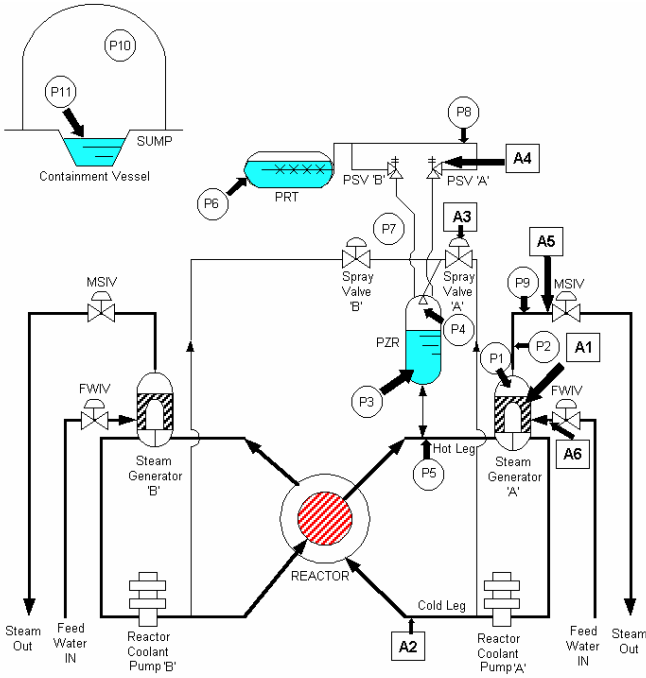 P10
P11
SUMP
Containment Vessel
P8
PSV 'B'
PSV 'A'
A4
PRT
P6
P7
A3
Spray
Valve
'B'
Spray
Valve
'A'
A5
P9
MSIV
MSIV
P4
PZR
P2
P1
A1
P3
FWIV
FWIV
Hot Leg
P5
Steam
Generator
'B'
Steam
Generator
'A'
A6
REACTOR
Cold Leg
A2
Steam
Out
Feed
Water
IN
Reactor
Coolant
Pump 'B'
Reactor
Coolant
Pump 'A'
Feed
Water
IN
Steam
Out